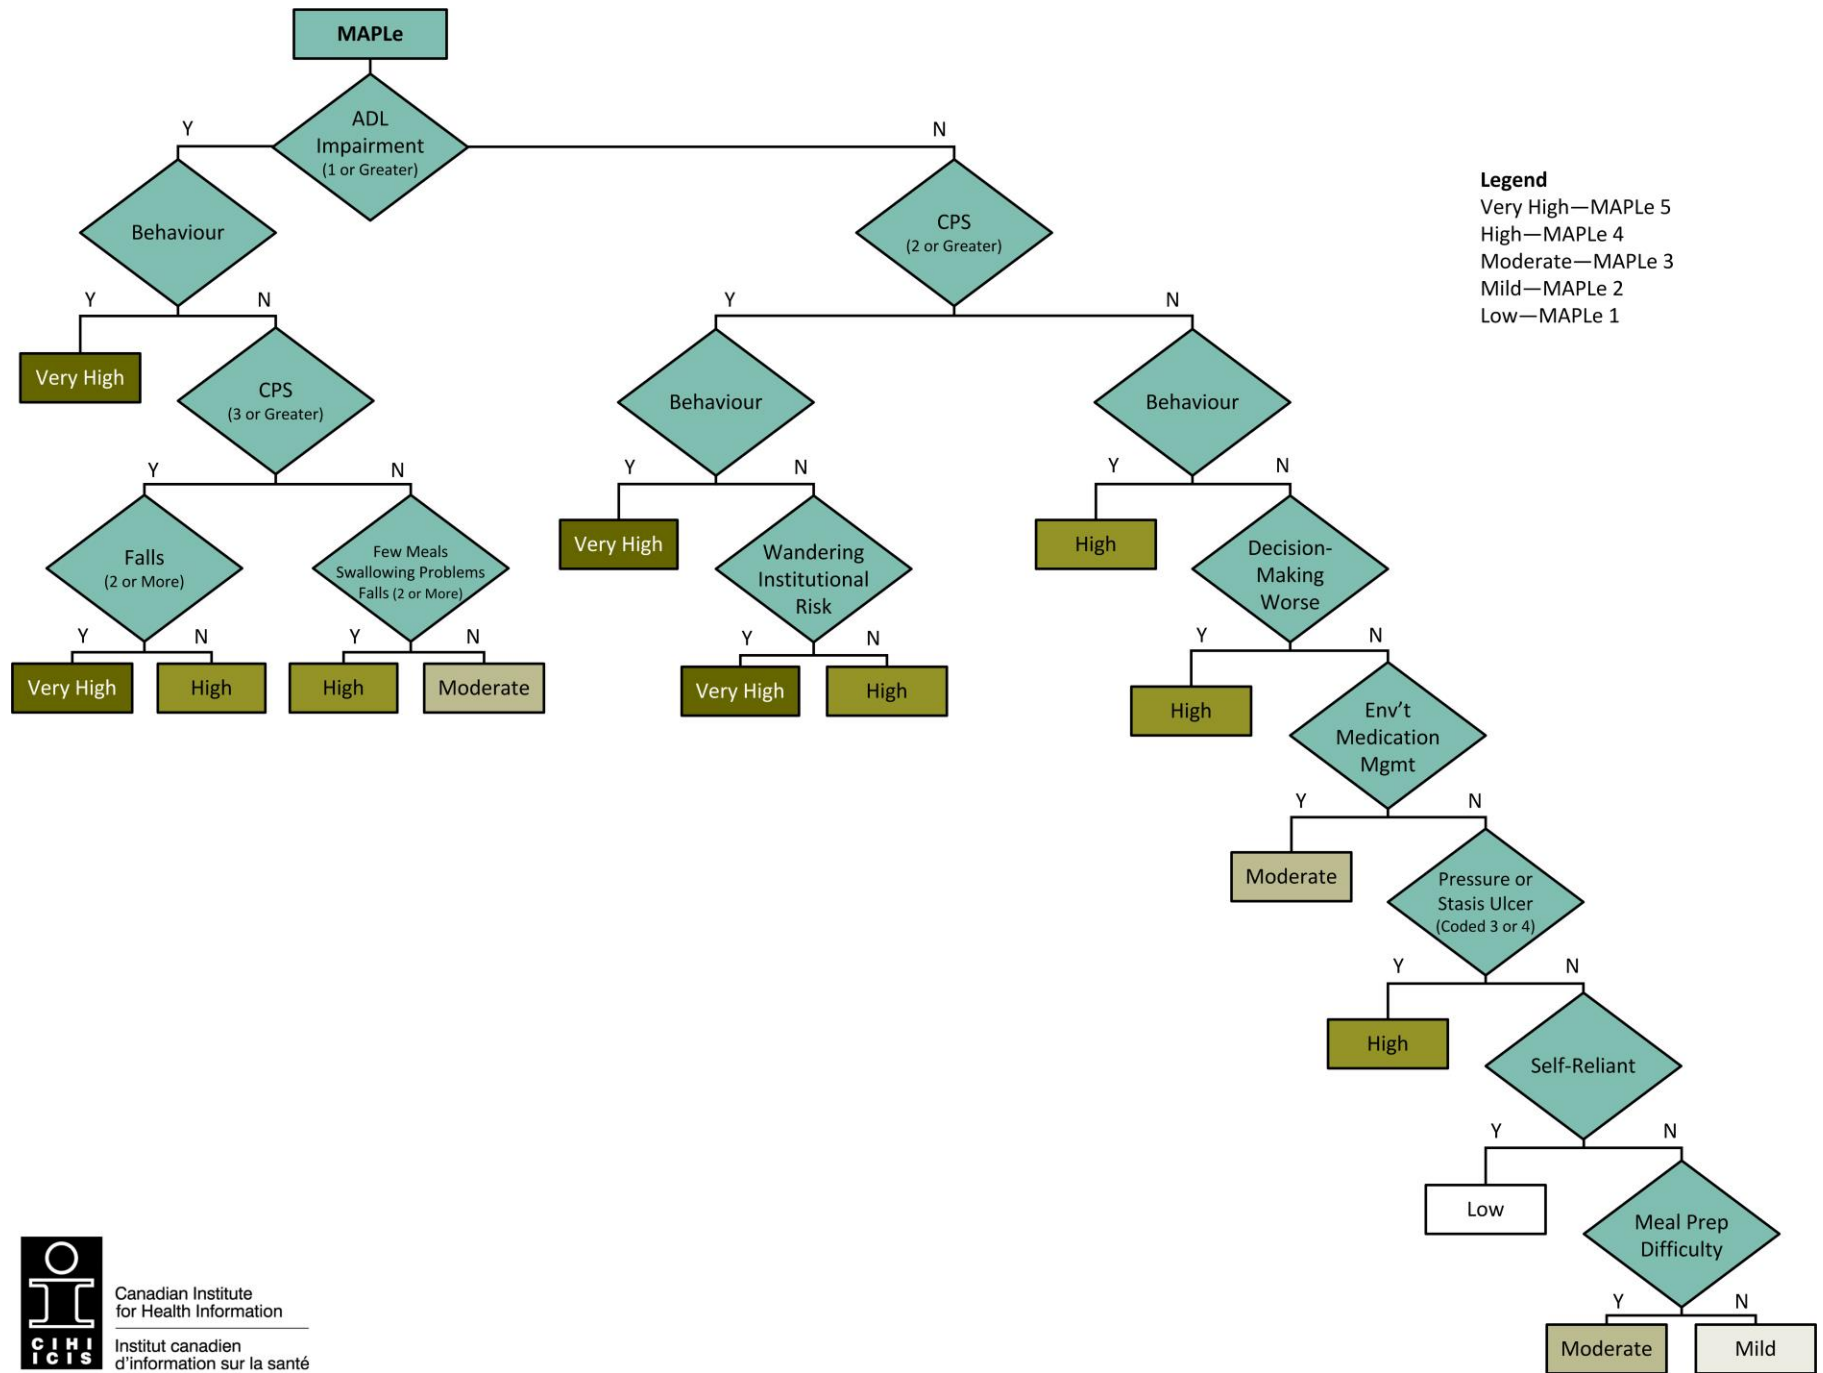 MAPLe
ADL
Impairment
(1 or Greater)
Y
N
Behaviour
CPS
(2 or Greater)
Legend
Very High—MAPLe 5
High—MAPLe 4
Moderate—MAPLe 3
Mild—MAPLe 2
Low—MAPLe 1
Y
N
Y
N
Very High
CPS
(3 or Greater)
Behaviour
Behaviour
Y
N
Y
N
Y
N
Falls
(2 or More)
Few Meals
Swallowing Problems
Falls (2 or More)
Very High
Wandering
Institutional
Risk
High
Decision-
Making
Worse
Y
N
Y
N
Y
N
Y
N
Very High
High
High
Moderate
Very High
High
High
Env't
Medication
Mgmt
Y
N
Moderate
Pressure or
Stasis Ulcer
(Coded 3 or 4)
Y
N
High
Self-Reliant
Y
N
Low
Meal Prep
Difficulty
Y
N
Moderate
Mild
CIHI
ICIS
Canadian Institute
for Health Information
Institut canadien
d'information sur la santé